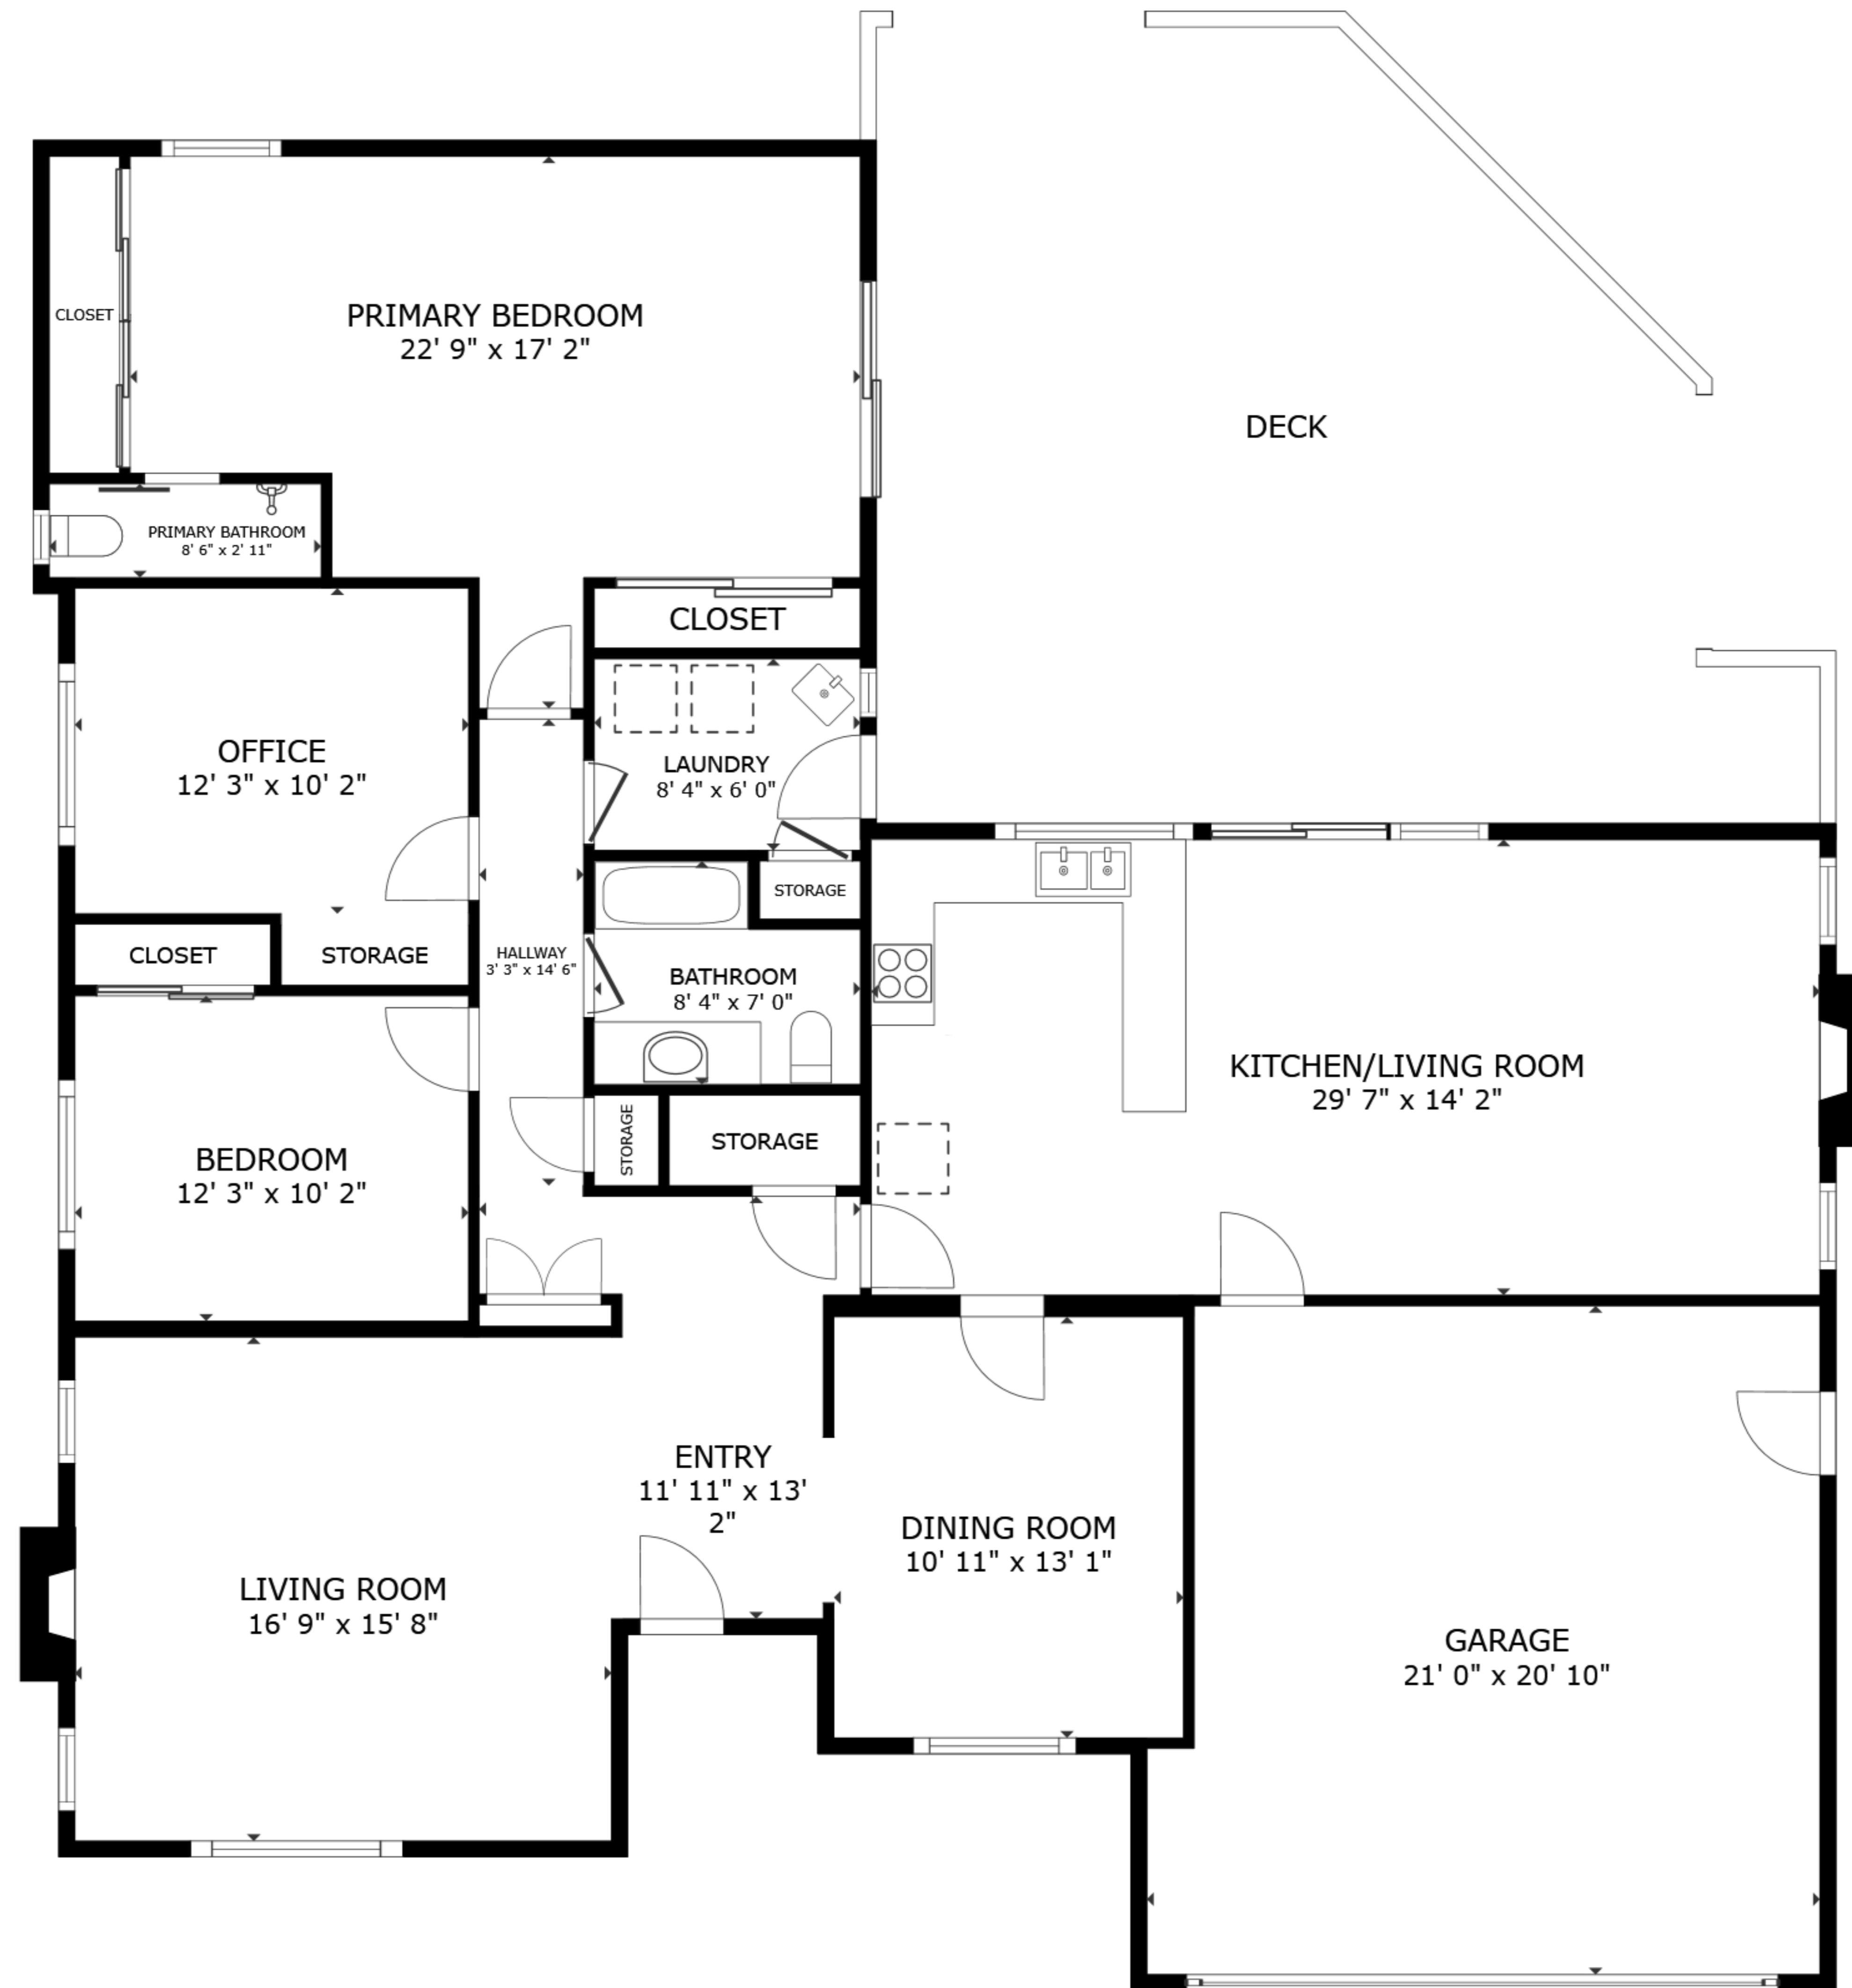 PRIMARY BEDROOM
22' 9" x 17' 2"
CLOSET
DECK
PRIMARY BATHROOM
8' 6" x 2' 11"
CLOSET
OFFICE
12' 3" x 10' 2"
LAUNDRY
8' 4" x 6' 0"
STORAGE
CLOSET
STORAGE
HALLWAY
3' 3" x 14' 6"
BATHROOM
8' 4" x 7' 0"
KITCHEN/LIVING ROOM
29' 7" x 14' 2"
STORAGE
STORAGE
BEDROOM
12' 3" x 10' 2"
ENTRY
11' 11" x 13'
2"
DINING ROOM
10' 11" x 13' 1"
LIVING ROOM
16' 9" x 15' 8"
GARAGE
21' 0" x 20' 10"